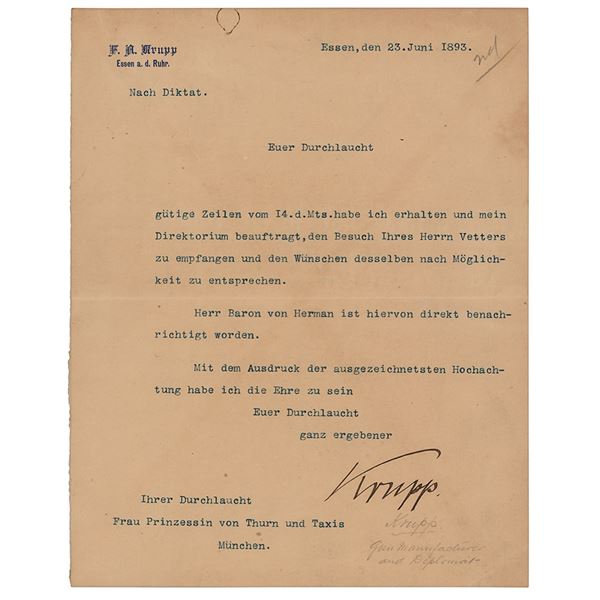 F. A. Krupp
Essen a. d. Ruhr.
Essen, den 23. Juni 1893.
Nach Diktat.
Euer Durchlaucht
gütige Zeilen vom 14.d.Mts.habe ich erhalten und mein
Direktorium beauftragt,den Besuch Ihres Herrn Vetters
zu empfangen und den Wünschen desselben nach Möglich-
keit zu entsprechen.
Herr Baron von Herman ist hiervon direkt benach-
richtigt worden.
Mit dem Ausdruck der ausgezeichnetsten Hochach-
tung habe ich die Ehre zu sein
Euer Durchlaucht
ganz ergebener
Krupp.
Ihrer Durchlaucht
Frau Prinzessin von Thurn und Taxis
München.
Krupp
Gun Manufacturer
and Diplomat